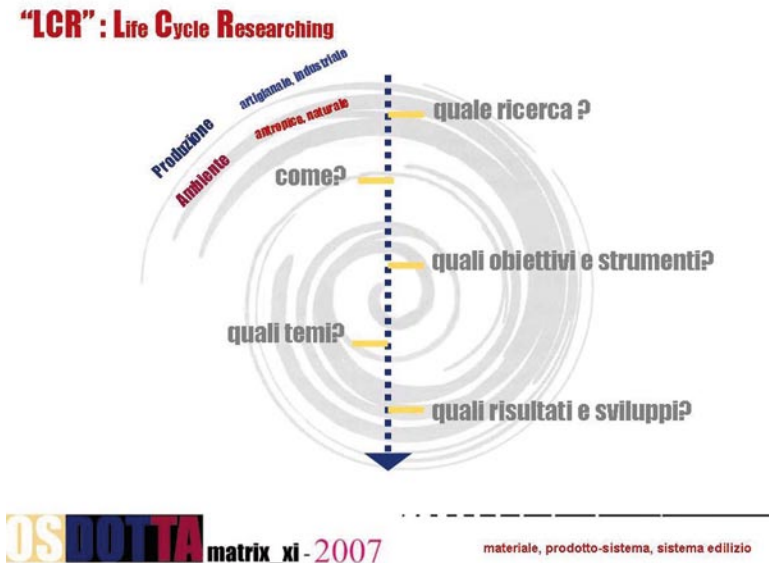 “LCR” : Life Cycle Researching
artigianale, industriale
Produzione
antropico, naturale
Ambiente
quale ricerca ?
come?
quali obiettivi e strumenti?
quali temi?
quali risultati e sviluppi?
OSDOTTA matrix_xi - 2007
materiale, prodotto-sistema, sistema edilizio